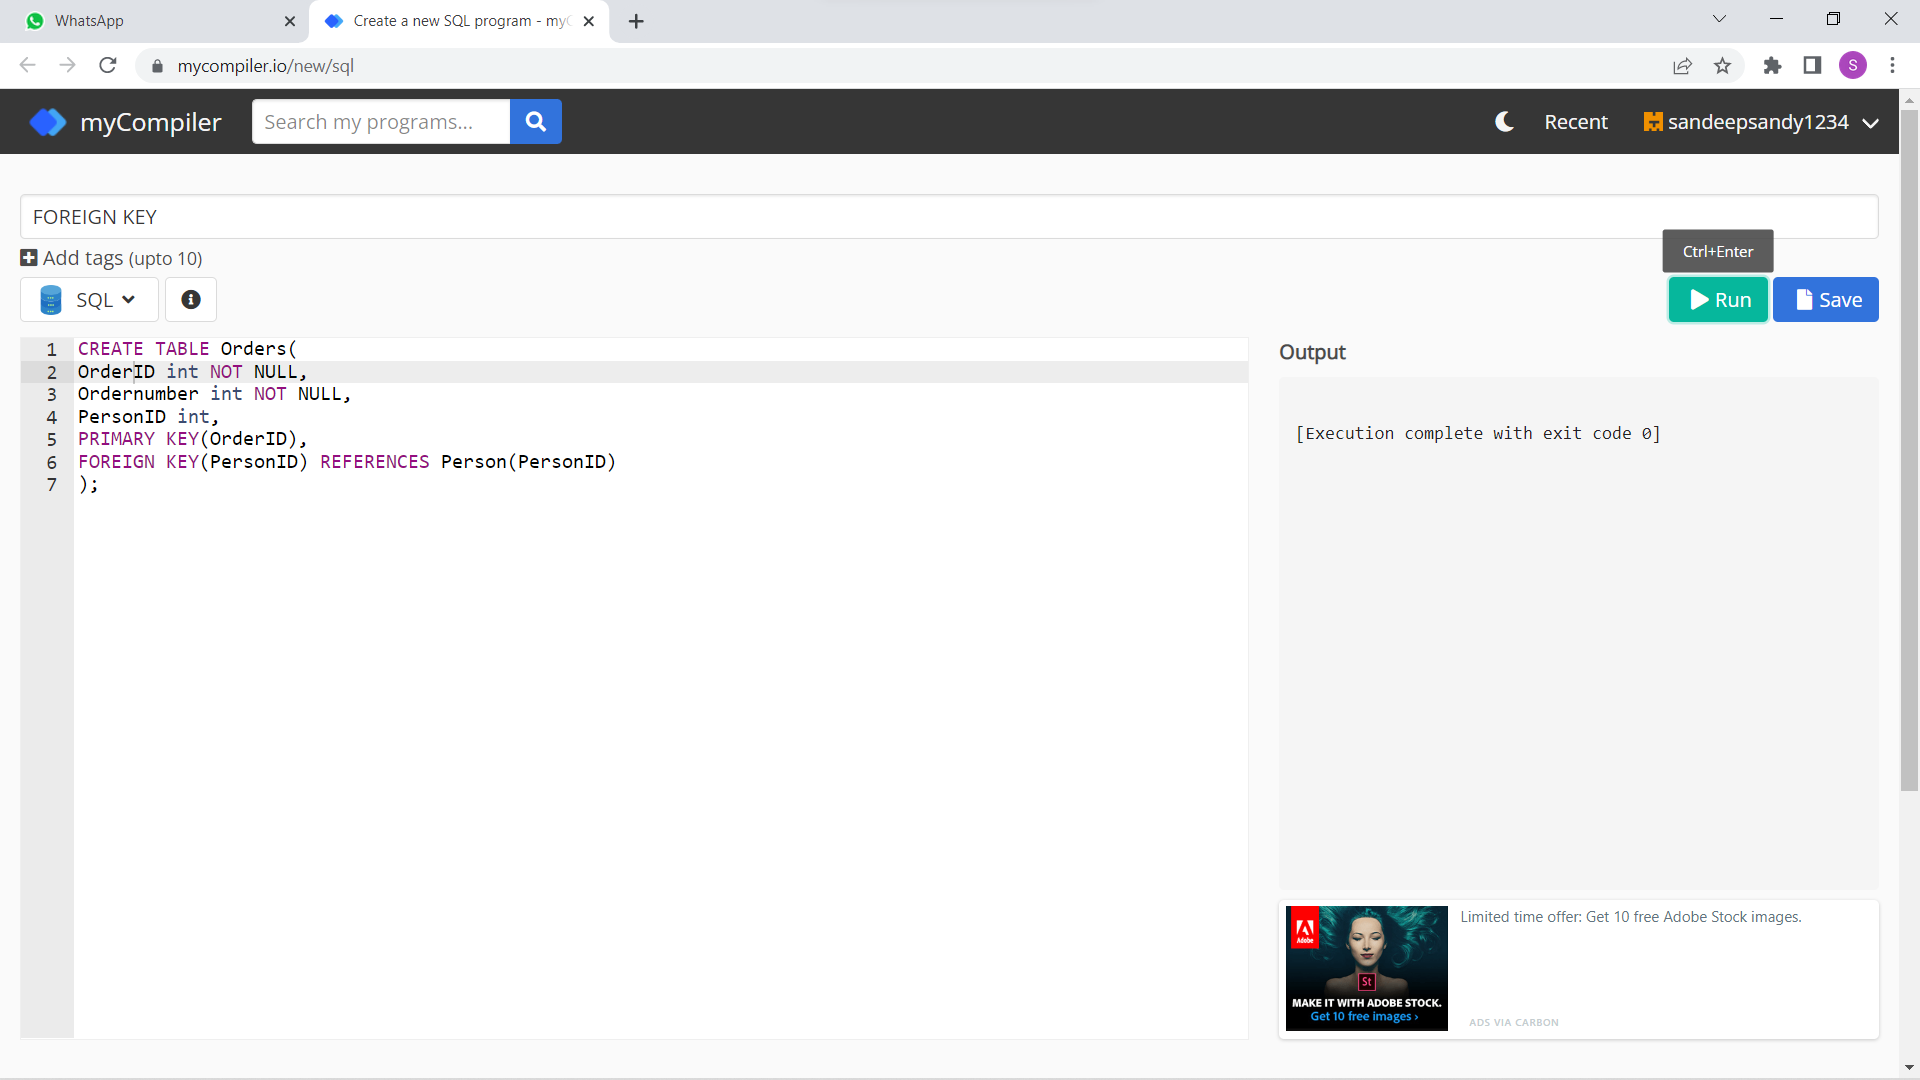 WhatsApp
Create a new SQL program - my
mycompiler.io/new/sql
S
myCompiler
Search my programs...
Recent
sandeepsandy1234
FOREIGN KEY
Add tags (upto 10)
Ctrl+Enter
SQL
Run
Save
1 CREATE TABLE Orders(
2 OrderID int NOT NULL,
3 Ordernumber int NOT NULL,
4 PersonID int,
5 PRIMARY KEY(OrderID),
6 FOREIGN KEY(PersonID) REFERENCES Person(PersonID)
7 );
Output
[Execution complete with exit code 0]
Adobe
St
MAKE IT WITH ADOBE STOCK.
Get 10 free images ›
Limited time offer: Get 10 free Adobe Stock images.
ADS VIA CARBON